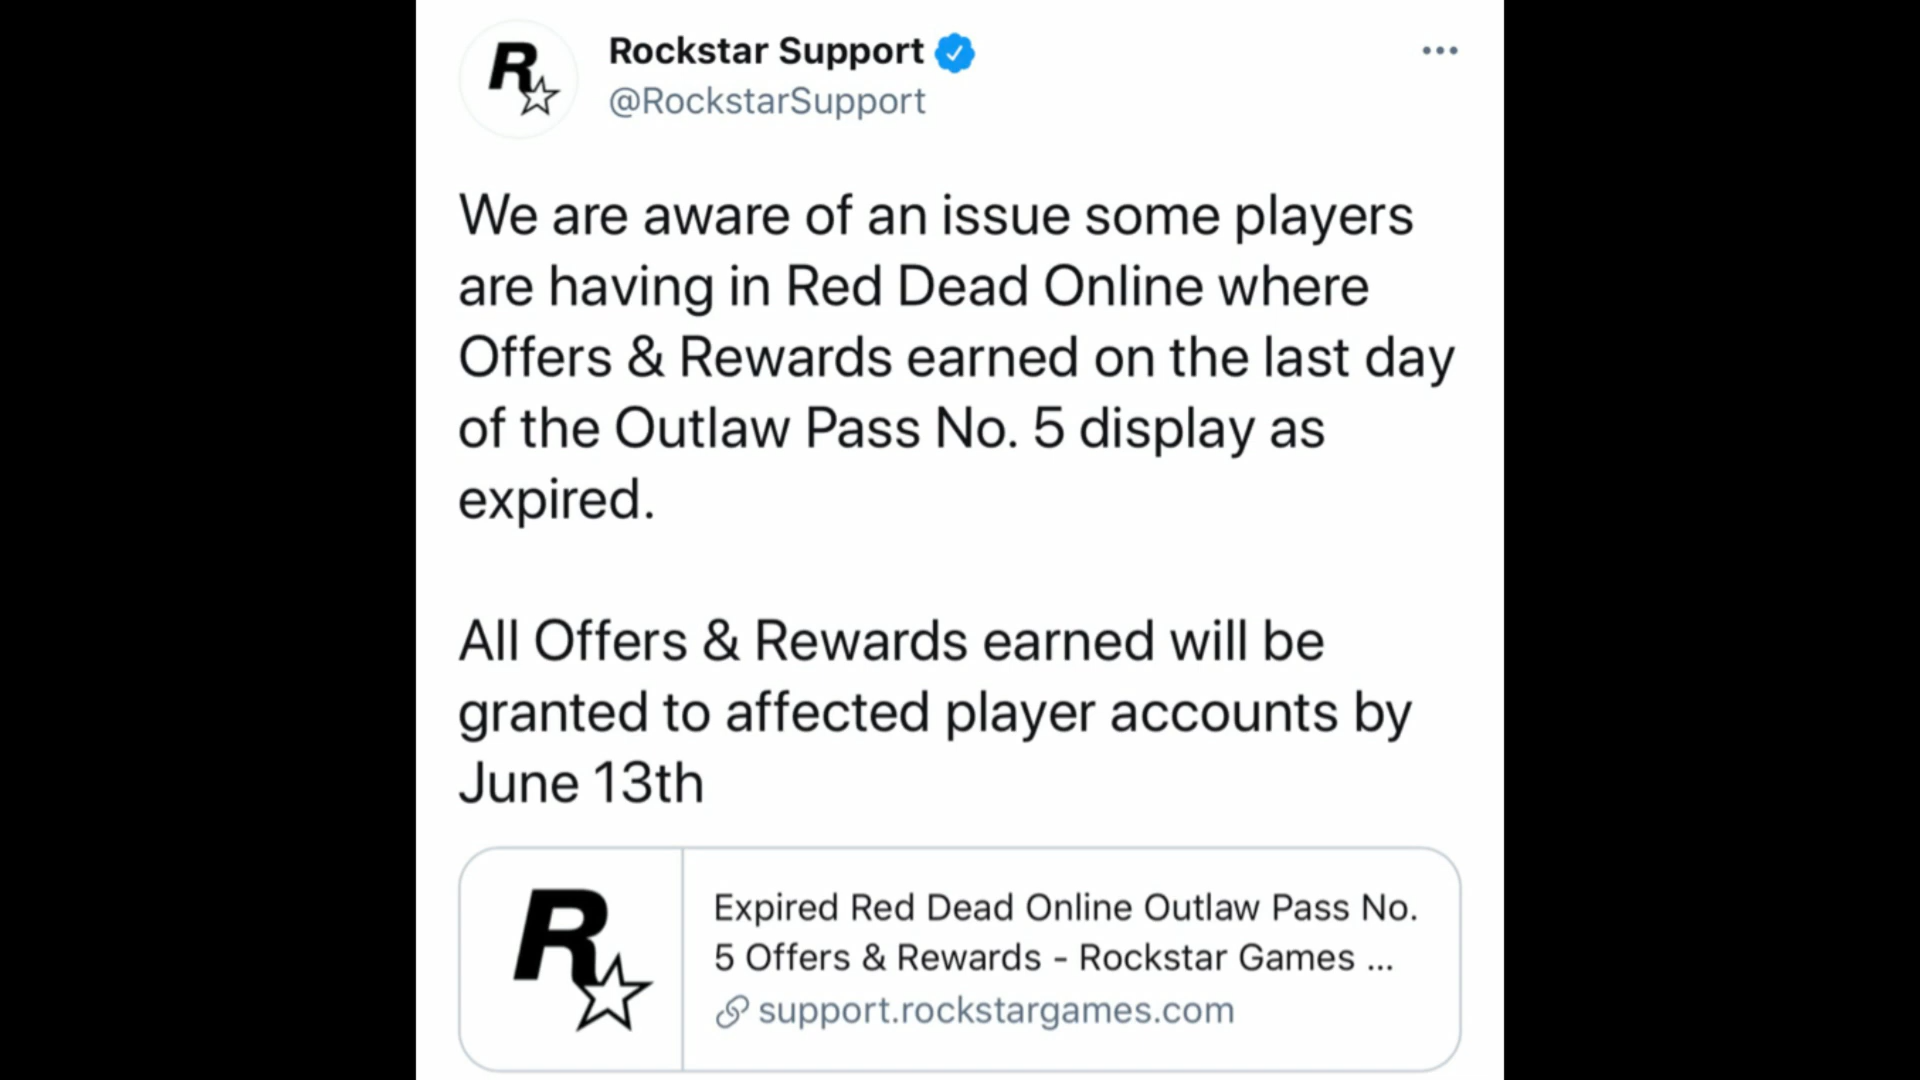 Rockstar Support
@RockstarSupport
We are aware of an issue some players
are having in Red Dead Online where
Offers & Rewards earned on the last day
of the Outlaw Pass No. 5 display as
expired.
All Offers & Rewards earned will be
granted to affected player accounts by
June 13th
Expired Red Dead Online Outlaw Pass No.
5 Offers & Rewards - Rockstar Games ...
support.rockstargames.com